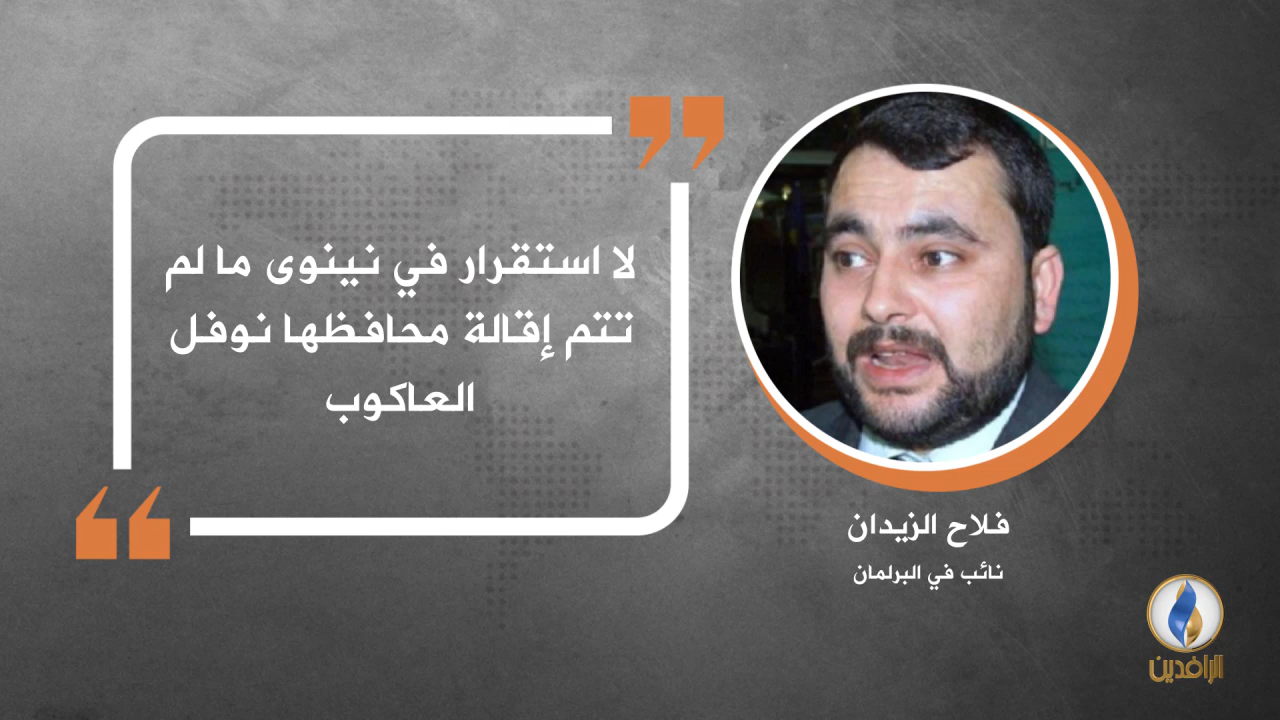 لا استقرار في نينوى ما لم
تتم إقالة محافظها نوفل
العاكوب
فلاح الزيدان
نائب في البرلمان
الرافدين